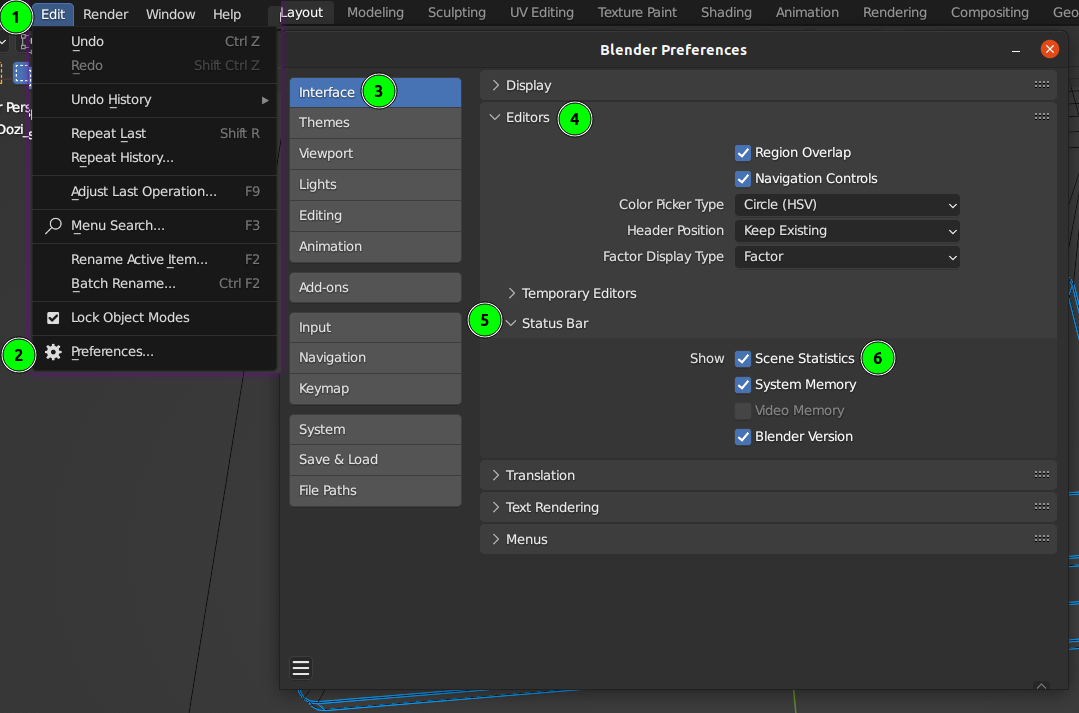 1 Edit Render Window Help Layout Modeling Sculpting UV Editing Texture Paint Shading Animation Rendering Compositing Geo
Undo Ctrl Z
Redo Shift Ctrl Z
Undo History
Repeat Last Shift R
Repeat History...
Adjust Last Operation... F9
Menu Search... F3
Rename Active Item... F2
Batch Rename... Ctrl F2
Lock Object Modes
2 Preferences...
r Pers
Dozi_s
Blender Preferences
Interface 3
Themes
Viewport
Lights
Editing
Animation
Add-ons
Input
Navigation
Keymap
System
Save & Load
File Paths
Display
Editors 4
Region Overlap
Navigation Controls
Color Picker Type Circle (HSV)
Header Position Keep Existing
Factor Display Type Factor
Temporary Editors
5 Status Bar
Show Scene Statistics 6
System Memory
Video Memory
Blender Version
Translation
Text Rendering
Menus